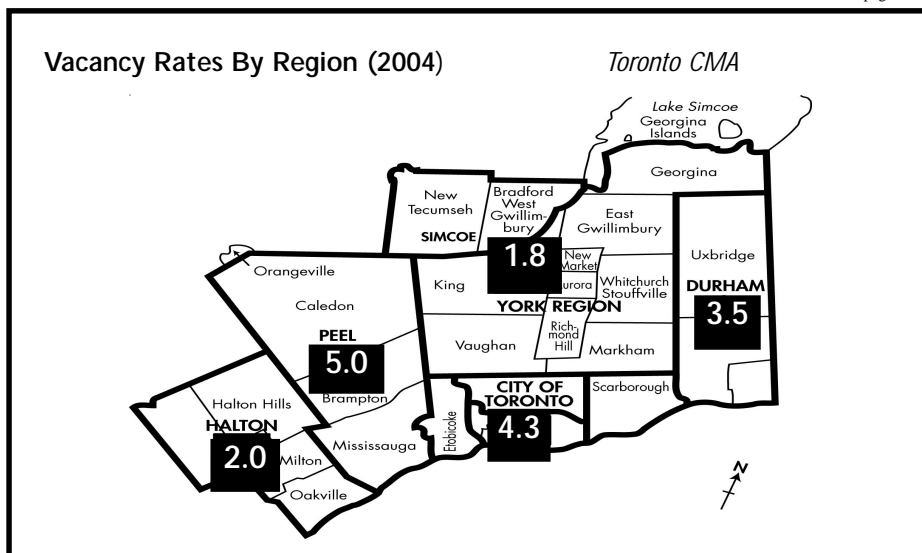 Vacancy Rates By Region (2004)
Toronto CMA
Lake Simcoe
Georgina
Islands
Georgina
New
Tecumseh
Bradford
West
Gwillim-
bury
SIMCOE
East
Gwillimbury
Uxbridge
1.8
New
Market
urora
King
Whitchurch
Stouffville
DURHAM
3.5
Orangeville
Caledon
YORK REGION
Rich-
mond
Hill
Vaughan
Markham
PEEL
5.0
Brampton
CITY OF
TORONTO
4.3
Scarborough
Etobicoke
Halton Hills
HALTON
2.0
Milton
Mississauga
Oakville
N